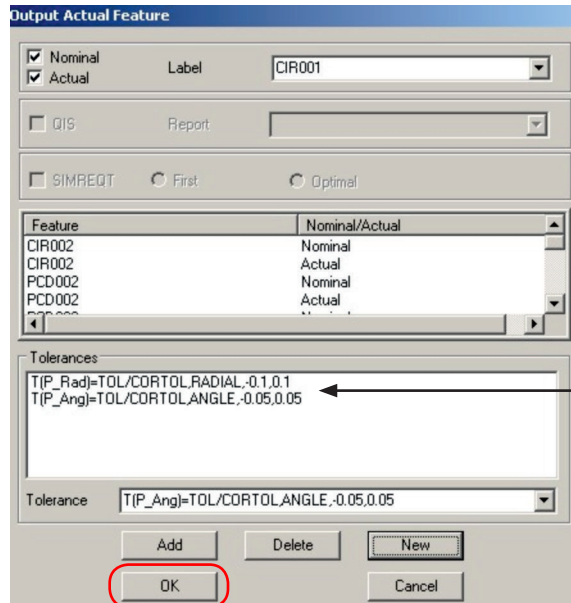 Output Actual Feature
Nominal
Actual
Label
CIR001
QIS
Report
SIMREQT
First
Optimal
Feature Nominal/Actual
CIR002 Nominal
CIR002 Actual
PCD002 Nominal
PCD002 Actual
Tolerances
T(P_Rad)=TOL/CORTOL,RADIAL,-0.1,0.1
T(P_Ang)=TOL/CORTOL,ANGLE,-0.05,0.05
Tolerance T(P_Ang)=TOL/CORTOL,ANGLE,-0.05,0.05
Add Delete New
OK Cancel